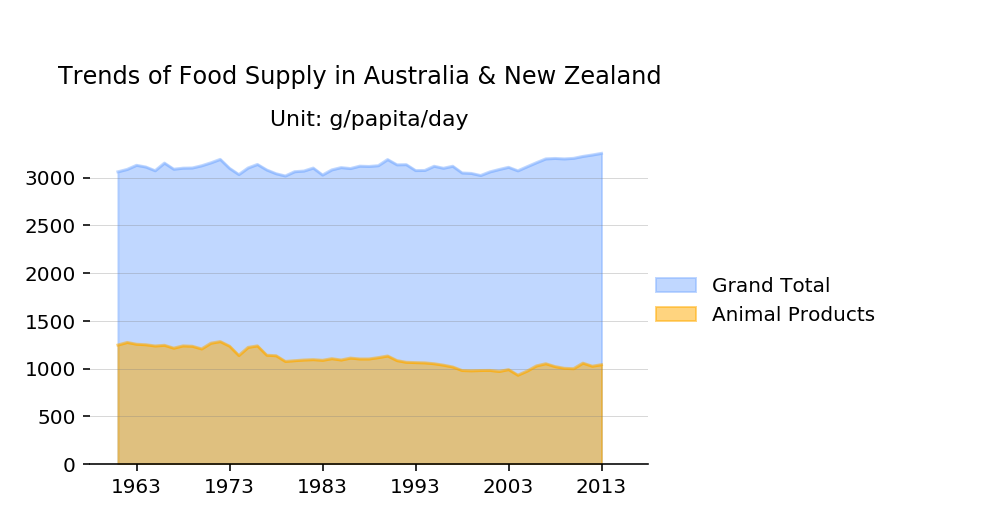 Trends of Food Supply in Australia & New Zealand
Unit: g/papita/day
3000
2500
2000
1500
1000
500
0
1963 1973 1983 1993 2003 2013
Grand Total
Animal Products